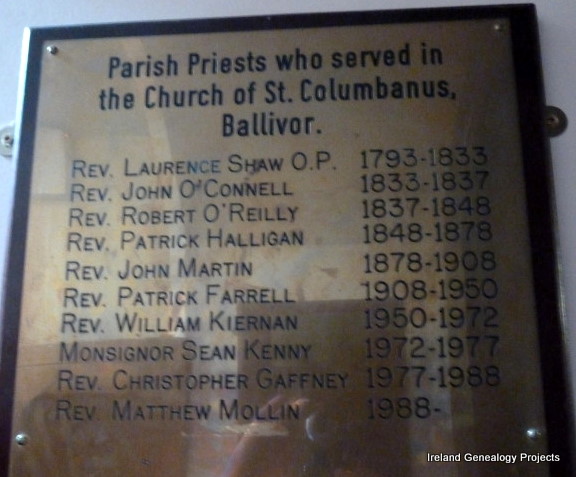 Parish Priests who served in
the Church of St. Columbanus,
Ballivor.
REV. LAURENCE SHAW O.P. 1793-1833
REV. JOHN O'CONNELL 1833-1837
REV. ROBERT O'REILLY 1837-1848
REV. PATRICK HALLIGAN 1848-1878
REV. JOHN MARTIN 1878-1908
REV. PATRICK FARRELL 1908-1950
REV. WILLIAM KIERNAN 1950-1972
MONSIGNOR SEAN KENNY 1972-1977
REV. CHRISTOPHER GAFFNEY 1977-1988
REV. MATTHEW MOLLIN 1988-
Ireland Genealogy Projects